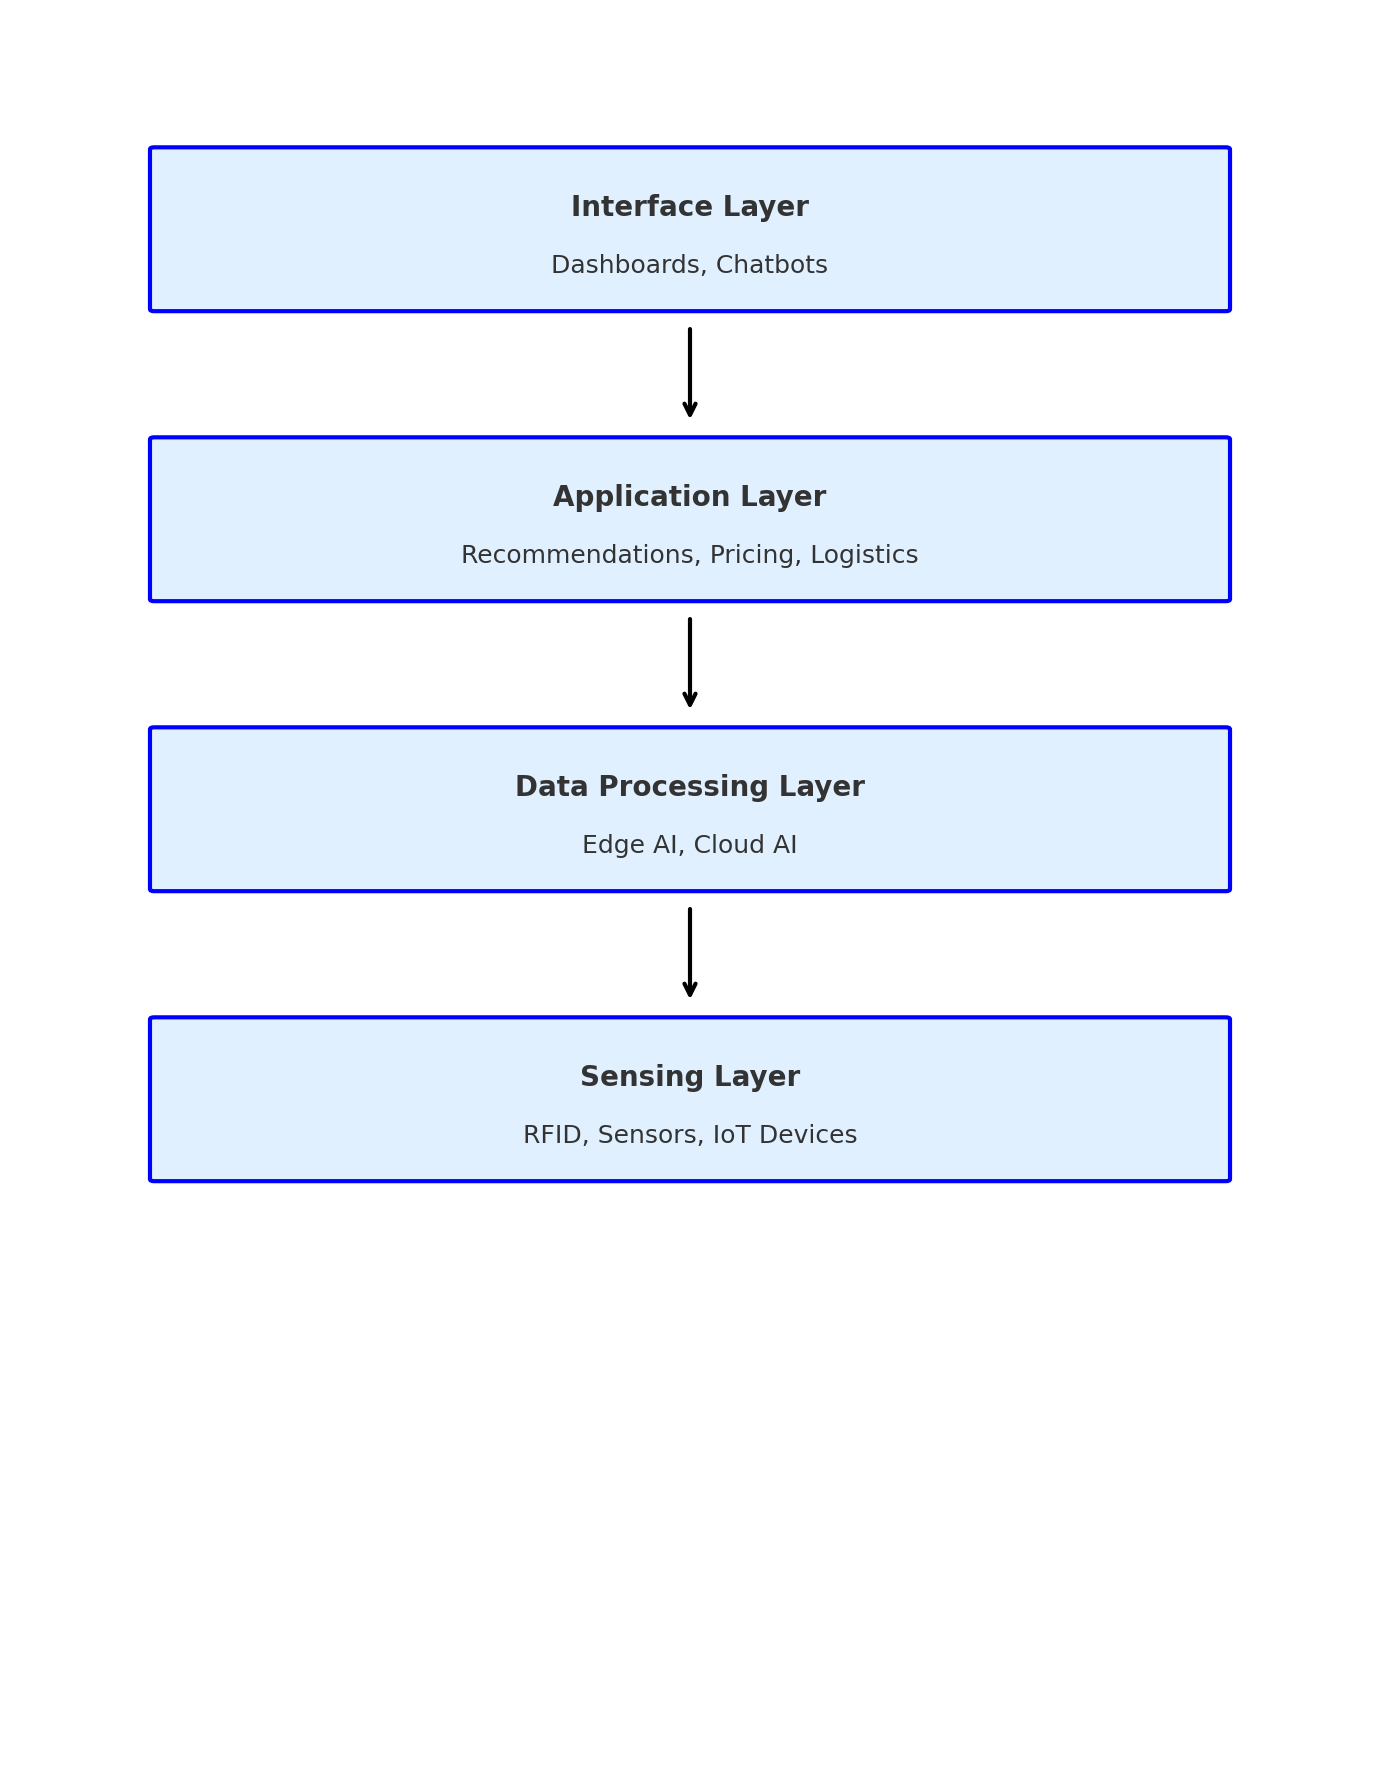 Interface Layer
Dashboards, Chatbots
Application Layer
Recommendations, Pricing, Logistics
Data Processing Layer
Edge AI, Cloud AI
Sensing Layer
RFID, Sensors, IoT Devices